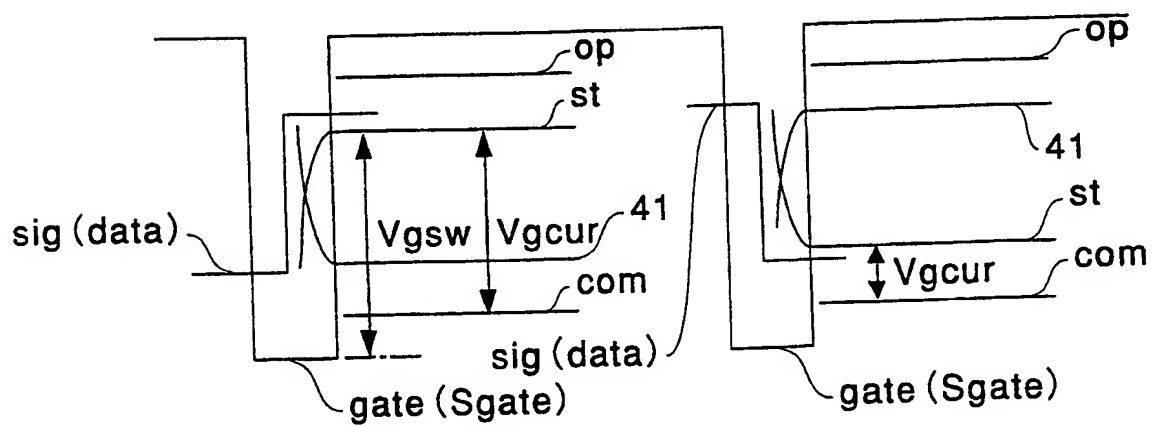 op
st
41
Vgsw
Vgcur
sig (data)
com
gate (Sgate)
op
41
st
Vgcur
com
sig (data)
gate (Sgate)